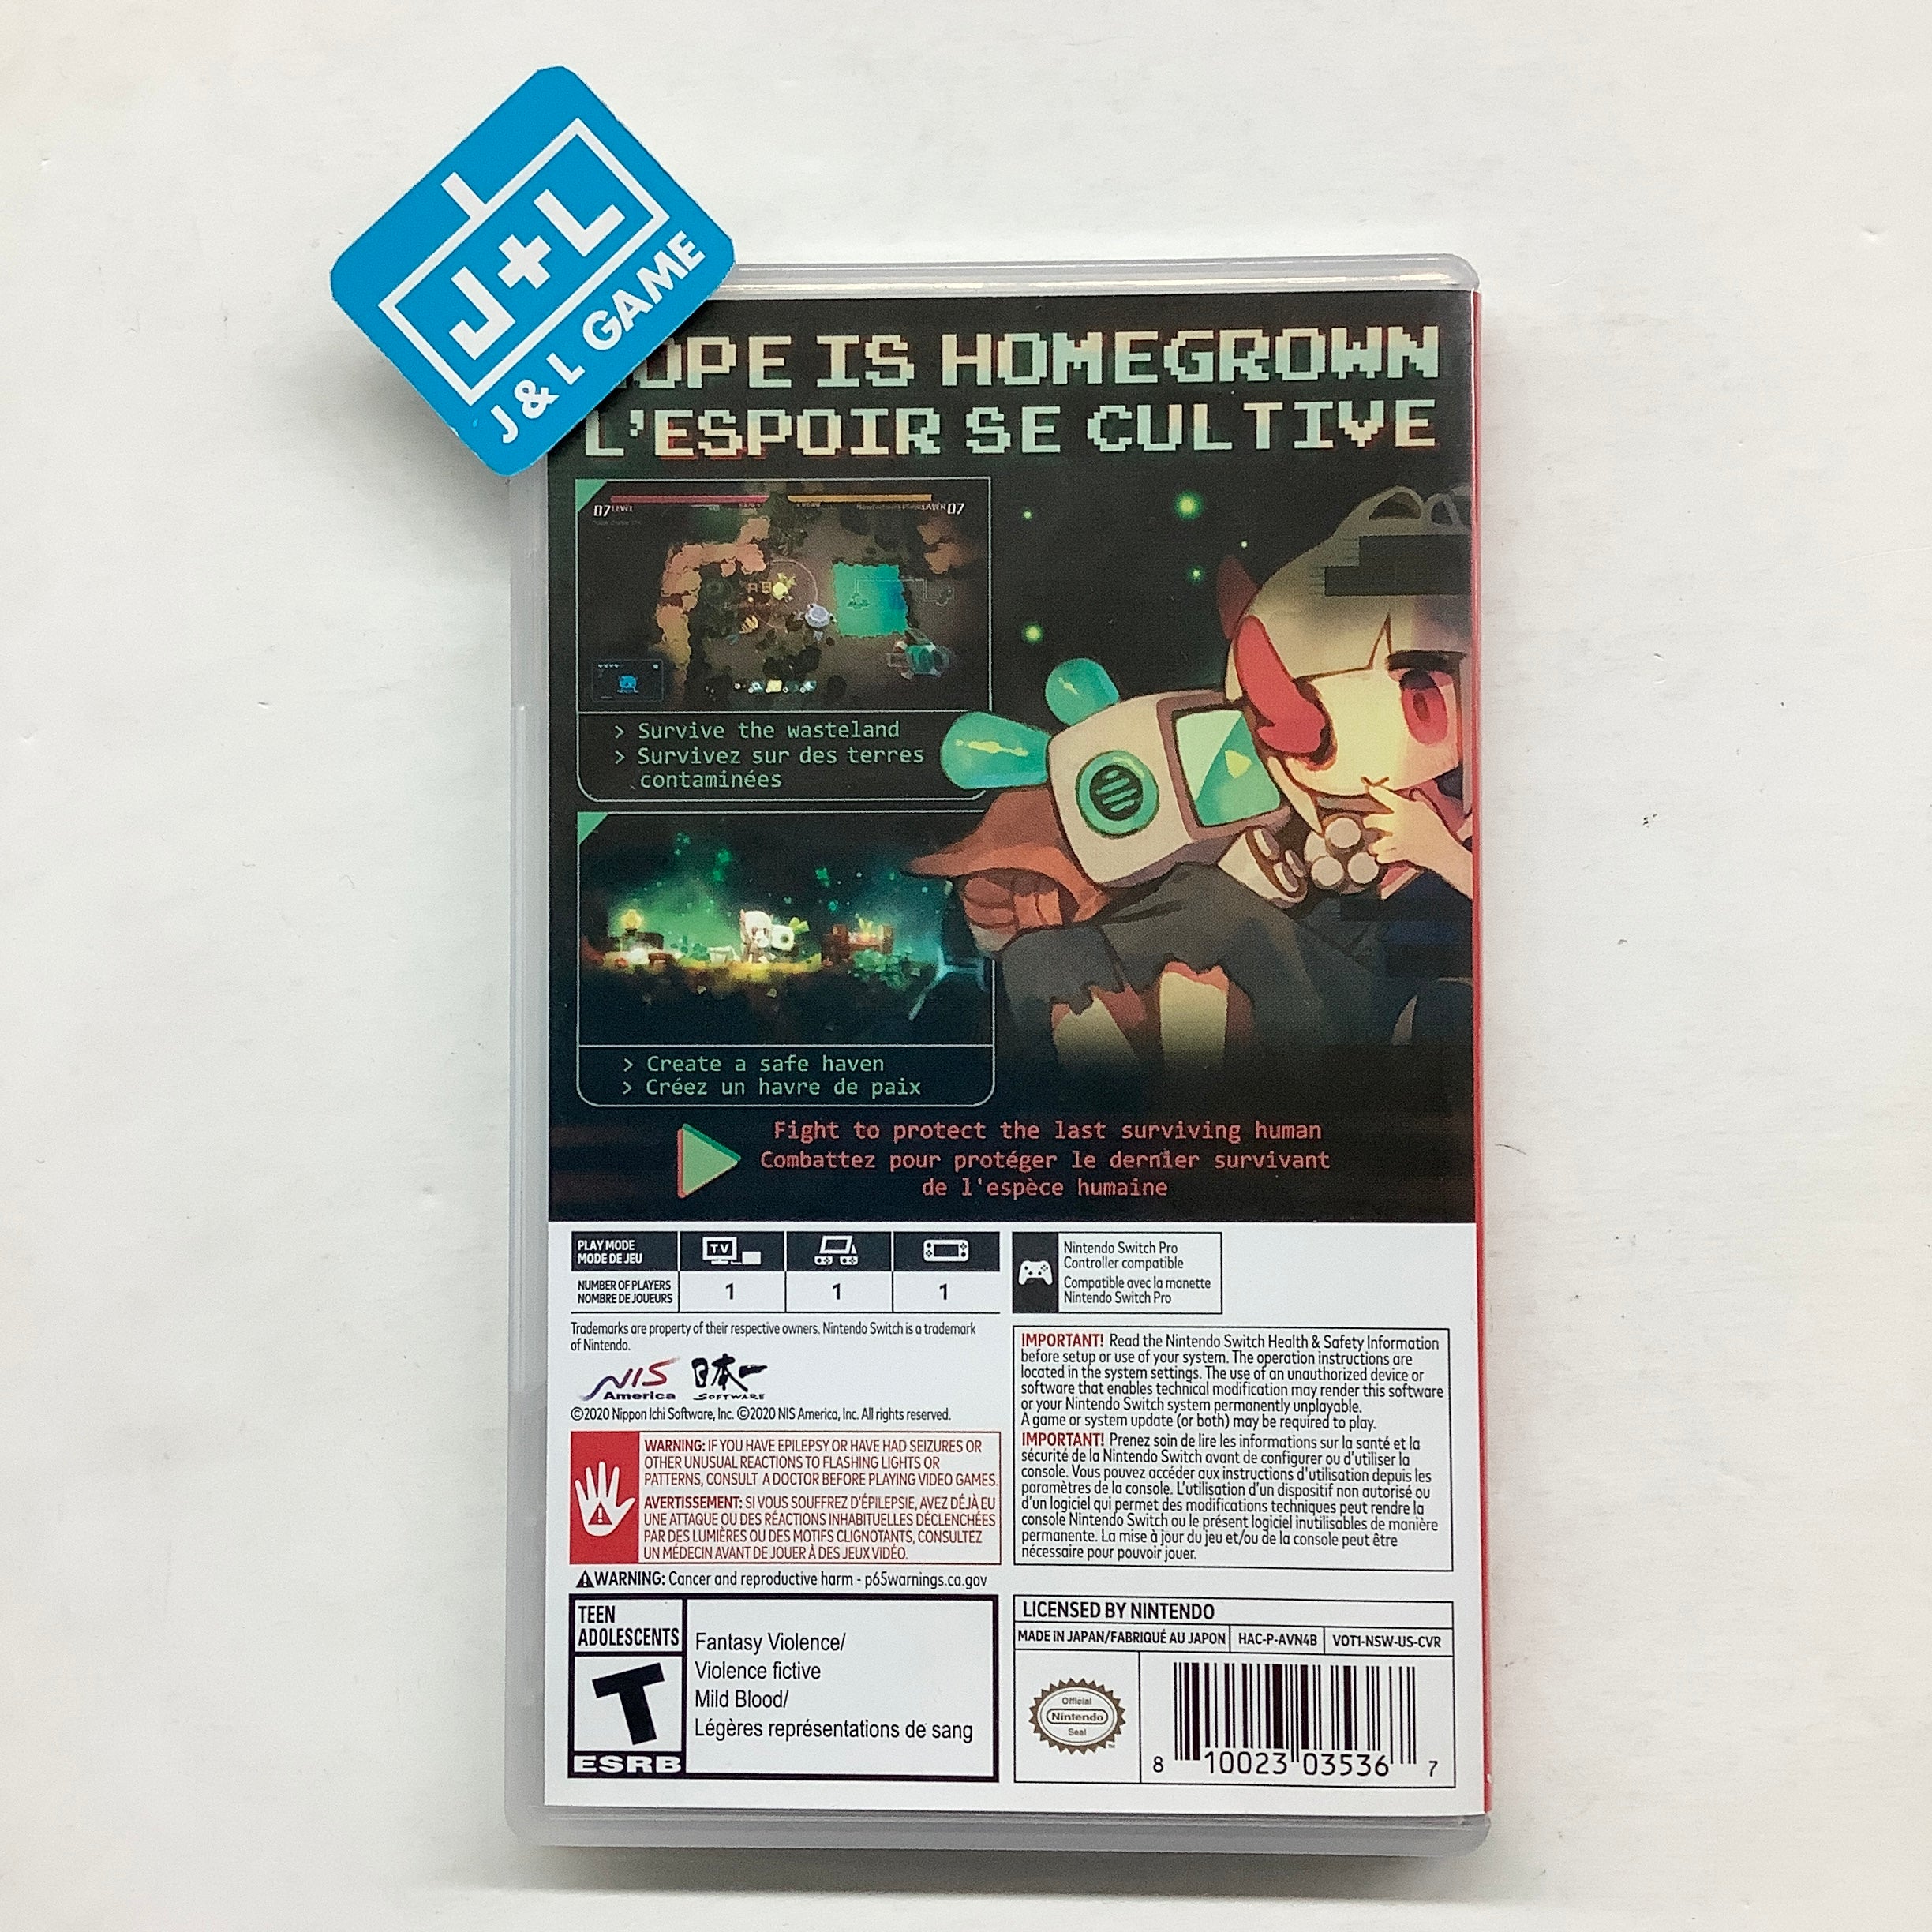 J+L
J & L GAME
OPE IS HOMEGROWN
L'ESPOIR SE CULTIVE
07 LEVEL
LAYER 07
> Survive the wasteland
> Survivez sur des terres
contaminées
> Create a safe haven
> Créez un havre de paix
Fight to protect the last surviving human
Combattez pour protéger le dernier survivant
de l'espèce humaine
PLAY MODE
MODE DE JEU
TV
NUMBER OF PLAYERS
NOMBRE DE JOUEURS
1
1
1
Nintendo Switch Pro
Controller compatible
Compatible avec la manette
Nintendo Switch Pro
Trademarks are property of their respective owners. Nintendo Switch is a trademark
of Nintendo.
NIS
America
日本一
SOFTWARE
©2020 Nippon Ichi Software, Inc. ©2020 NIS America, Inc. All rights reserved.
WARNING: IF YOU HAVE EPILEPSY OR HAVE HAD SEIZURES OR
OTHER UNUSUAL REACTIONS TO FLASHING LIGHTS OR
PATTERNS, CONSULT A DOCTOR BEFORE PLAYING VIDEO GAMES.
AVERTISSEMENT: SI VOUS SOUFFREZ D'ÉPILEPSIE, AVEZ DÉJÀ EU
UNE ATTAQUE OU DES RÉACTIONS INHABITUELLES DÉCLENCHÉES
PAR DES LUMIÈRES OU DES MOTIFS CLIGNOTANTS, CONSULTEZ
UN MÉDECIN AVANT DE JOUER À DES JEUX VIDÉO.
WARNING: Cancer and reproductive harm - p65warnings.ca.gov
IMPORTANT! Read the Nintendo Switch Health & Safety Information
before setup or use of your system. The operation instructions are
located in the system settings. The use of an unauthorized device or
software that enables technical modification may render this software
or your Nintendo Switch system permanently unplayable.
A game or system update (or both) may be required to play.
IMPORTANT! Prenez soin de lire les informations sur la santé et la
sécurité de la Nintendo Switch avant de configurer ou d'utiliser la
console. Vous pouvez accéder aux instructions d'utilisation depuis les
paramètres de la console. L'utilisation d'un dispositif non autorisé ou
d'un logiciel qui permet des modifications techniques peut rendre la
console Nintendo Switch ou le présent logiciel inutilisables de manière
permanente. La mise à jour du jeu et/ou de la console peut être
nécessaire pour pouvoir jouer.
TEEN
ADOLESCENTS
T
ESRB
Fantasy Violence/
Violence fictive
Mild Blood/
Légères représentations de sang
LICENSED BY NINTENDO
MADE IN JAPAN/FABRIQUÉ AU JAPON
HAC-P-AVN4B
VOT1-NSW-US-CVR
Official
Nintendo
Seal
8 10023 03536 7